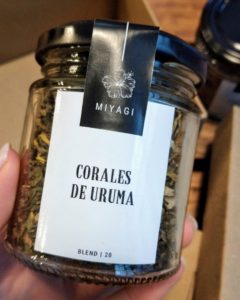 MIYAGI
CORALES
DE URUMA
BLEND | 20